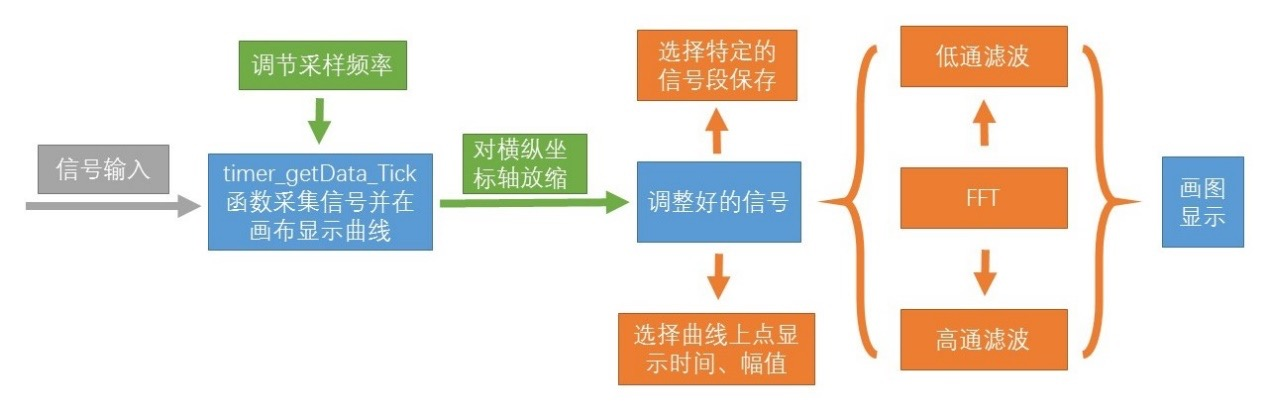 信号输入
调节采样频率
timer_getData_Tick
函数采集信号并在
画布显示曲线
对横纵坐
标轴放缩
选择特定的
信号段保存
调整好的信号
选择曲线上点显
示时间、幅值
低通滤波
FFT
高通滤波
画图
显示